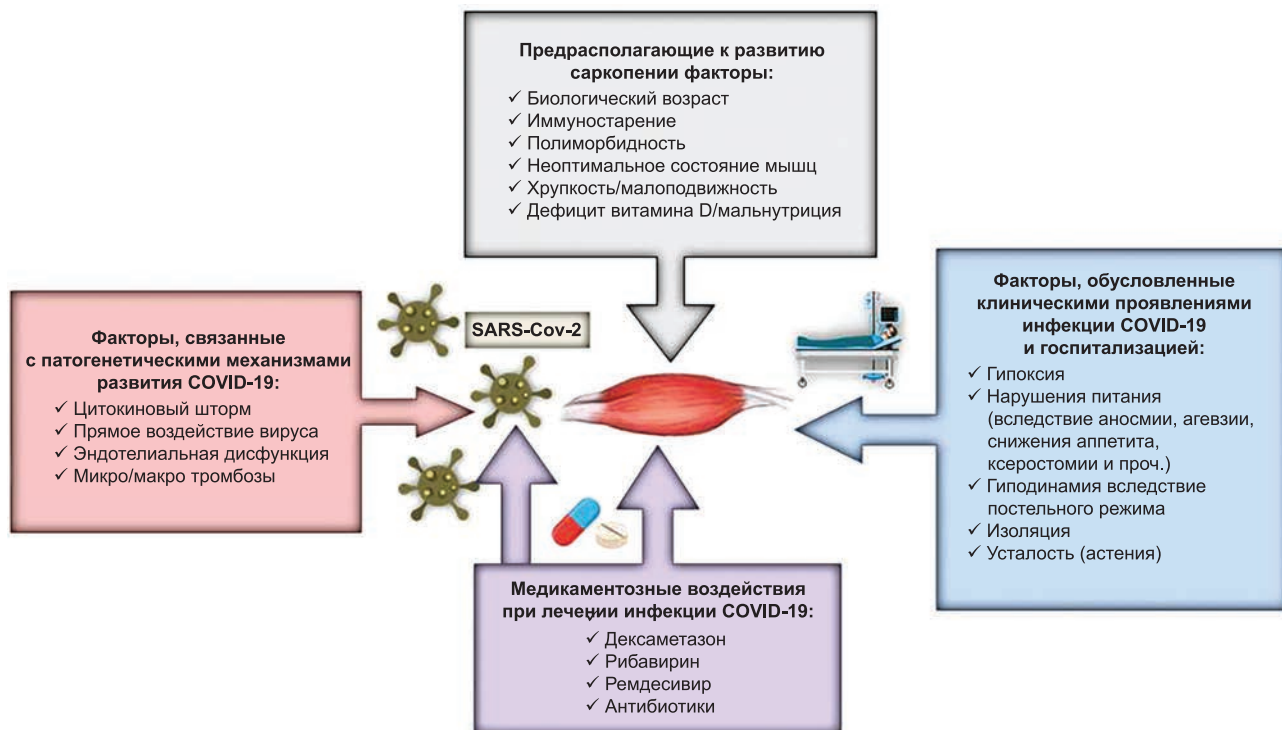 Предрасполагающие к развитию
саркопении факторы:
✓ Биологический возраст
✓ Иммуностарение
✓ Полиморбидность
✓ Неоптимальное состояние мышц
✓ Хрупкость/малоподвижность
✓ Дефицит витамина D/мальнутриция
Факторы, связанные
с патогенетическими механизмами
развития COVID-19:
✓ Цитокиновый шторм
✓ Прямое воздействие вируса
✓ Эндотелиальная дисфункция
✓ Микро/макро тромбозы
SARS-Cov-2
Факторы, обусловленные
клиническими проявлениями
инфекции COVID-19
и госпитализацией:
✓ Гипоксия
✓ Нарушения питания
(вследствие аносмии, агевзии,
снижения аппетита,
ксеростомии и проч.)
✓ Гиподинамия вследствие
постельного режима
✓ Изоляция
✓ Усталость (астения)
Медикаментозные воздействия
при лечении инфекции COVID-19:
✓
✓ Дексаметазон
✓ Рибавирин
✓ Ремдесивир
✓ Антибиотики